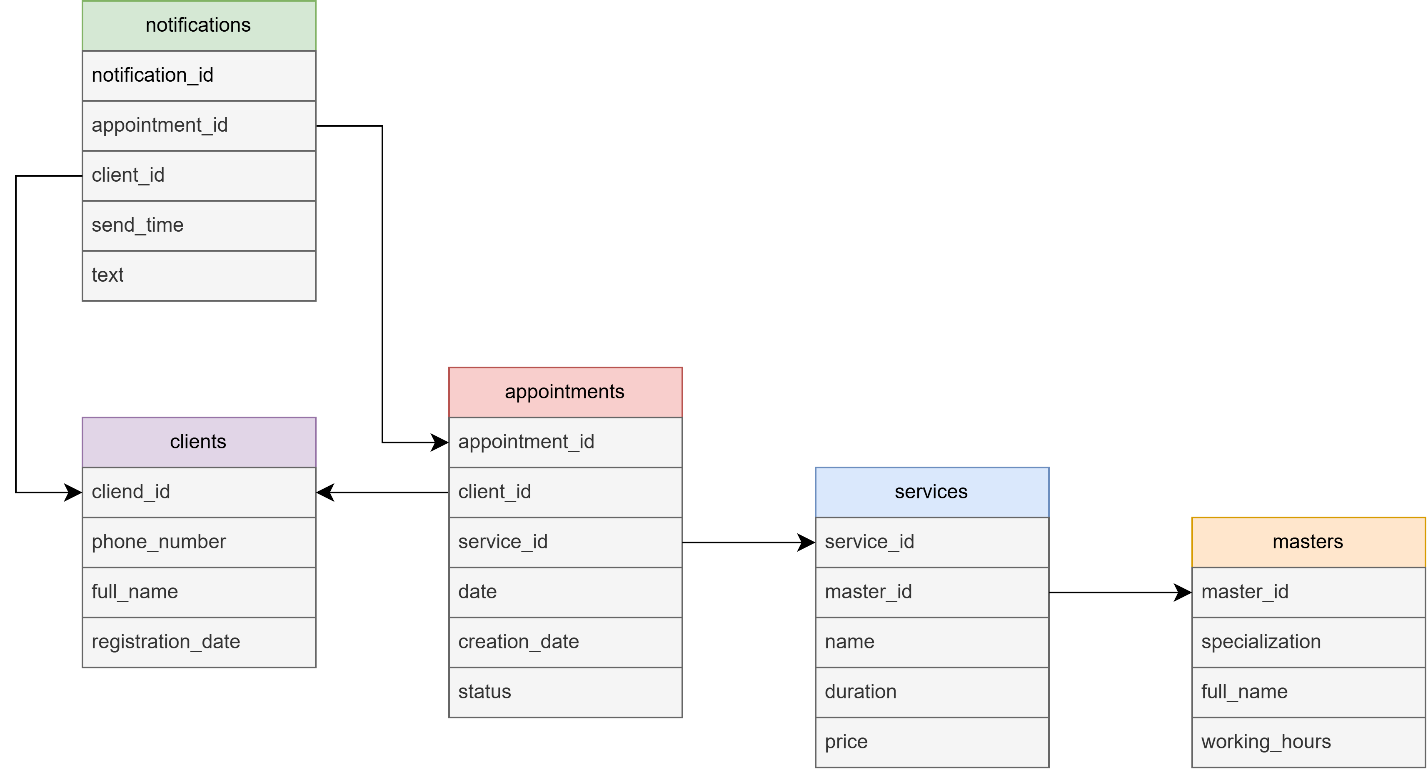 notifications
notification_id
appointment_id
client_id
send_time
text
clients
cliend_id
phone_number
full_name
registration_date
appointments
appointment_id
client_id
service_id
date
creation_date
status
services
service_id
master_id
name
duration
price
masters
master_id
specialization
full_name
working_hours